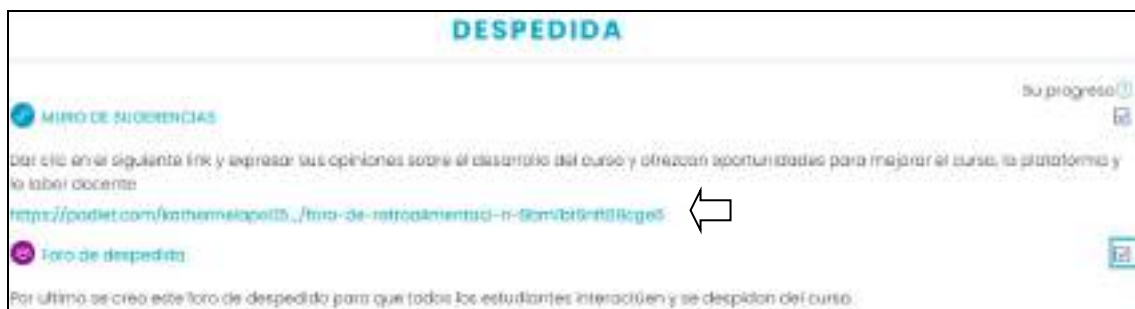 DESPEDIDA
Su progreso
MURO DE SUGERENCIAS
Dar clic en el siguiente link y expresar sus opiniones sobre el desarrollo del curso y ofrezcan oportunidades para mejorar el curso, la plataforma y
la labor docente
Foro de despedida
Por ultimo se creo este foro de despedida para que todos los estudiantes interactúen y se despidan del curso.